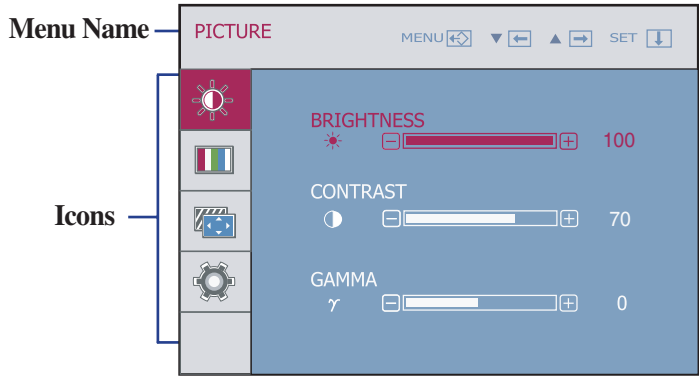 Menu Name
PICTURE
MENU ▼ ▲ SET
BRIGHTNESS
100
CONTRAST
70
Icons
GAMMA
γ 0